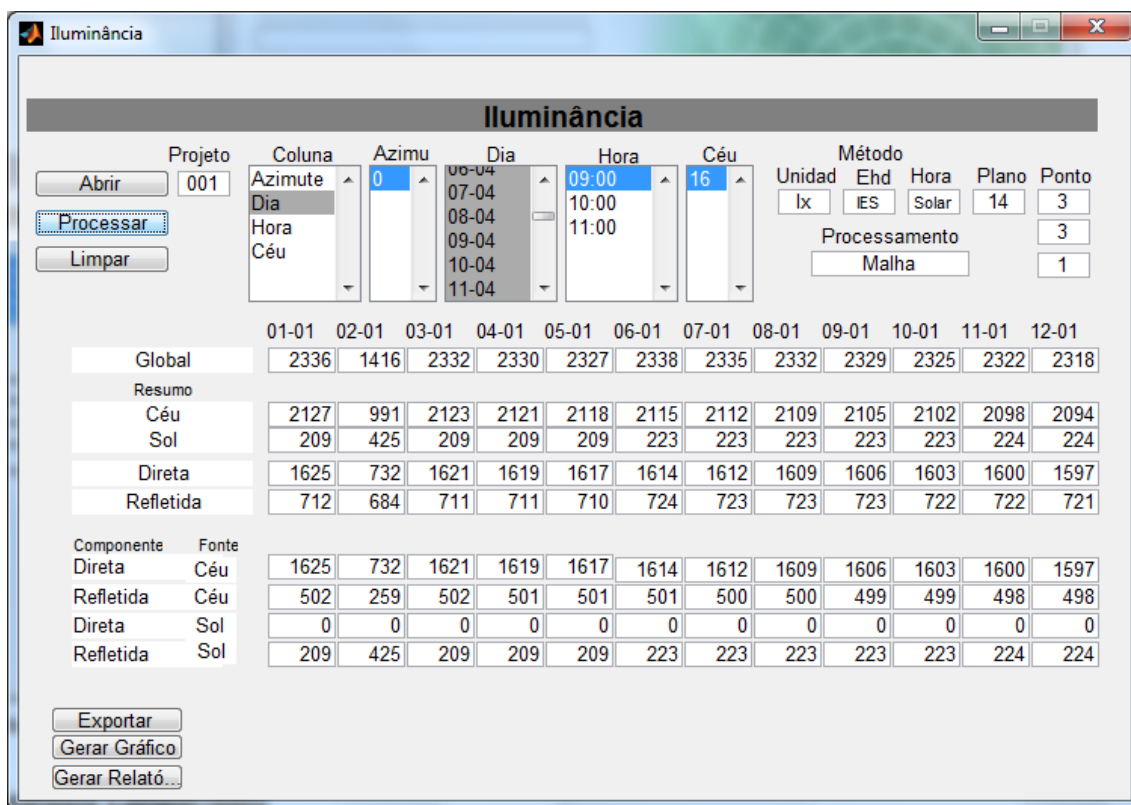 Iluminância
Iluminância
Projeto Coluna Azimu Dia Hora Céu Método
Abrir 001 Azimute 0 06-04 09:00 16 Unidad Ehd Hora Plano Ponto
Dia 07-04 10:00 lx IES Solar 14 3
Processar Hora 08-04 11:00 Processamento 3
Limpar Céu 09-04 Malha 1
10-04
11-04
01-01 02-01 03-01 04-01 05-01 06-01 07-01 08-01 09-01 10-01 11-01 12-01
Global 2336 1416 2332 2330 2327 2338 2335 2332 2329 2325 2322 2318
Resumo
Céu 2127 991 2123 2121 2118 2115 2112 2109 2105 2102 2098 2094
Sol 209 425 209 209 209 223 223 223 223 223 224 224
Direta 1625 732 1621 1619 1617 1614 1612 1609 1606 1603 1600 1597
Refletida 712 684 711 711 710 724 723 723 723 722 722 721
Componente Fonte
Direta Céu 1625 732 1621 1619 1617 1614 1612 1609 1606 1603 1600 1597
Refletida Céu 502 259 502 501 501 501 500 500 499 499 498 498
Direta Sol 0 0 0 0 0 0 0 0 0 0 0 0
Refletida Sol 209 425 209 209 209 223 223 223 223 223 224 224
Exportar
Gerar Gráfico
Gerar Relató...